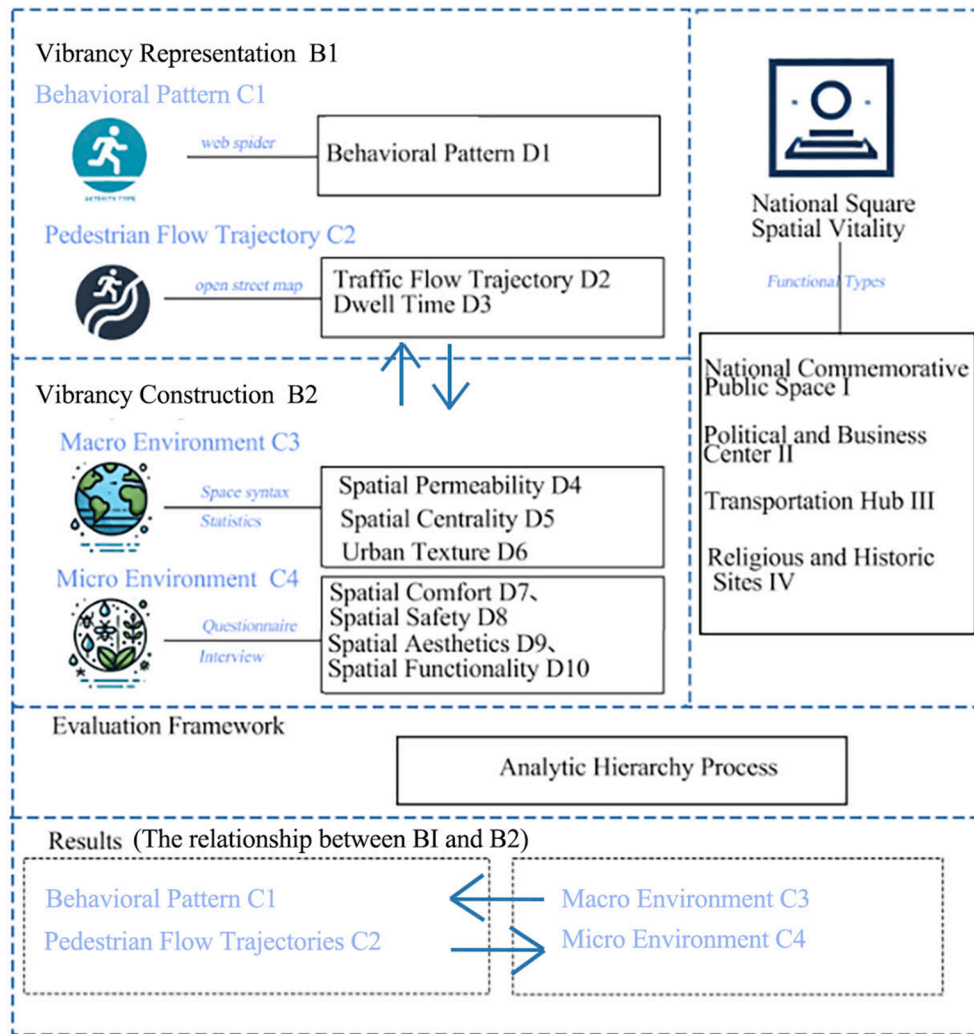 Vibrancy Representation B1
Behavioral Pattern C1
web spider
Behavioral Pattern D1
ACTIVITY TYPE
Pedestrian Flow Trajectory C2
open street map
Traffic Flow Trajectory D2
Dwell Time D3
Vibrancy Construction B2
Macro Environment C3
Space syntax
Statistics
Spatial Permeability D4
Spatial Centrality D5
Urban Texture D6
Micro Environment C4
Questionnaire
Interview
Spatial Comfort D7、
Spatial Safety D8
Spatial Aesthetics D9、
Spatial Functionality D10
National Square
Spatial Vitality
Functional Types
National Commemorative
Public Space I
Political and Business
Center II
Transportation Hub III
Religious and Historic
Sites IV
Evaluation Framework
Analytic Hierarchy Process
Results (The relationship between BI and B2)
Behavioral Pattern C1
Pedestrian Flow Trajectories C2
Macro Environment C3
Micro Environment C4